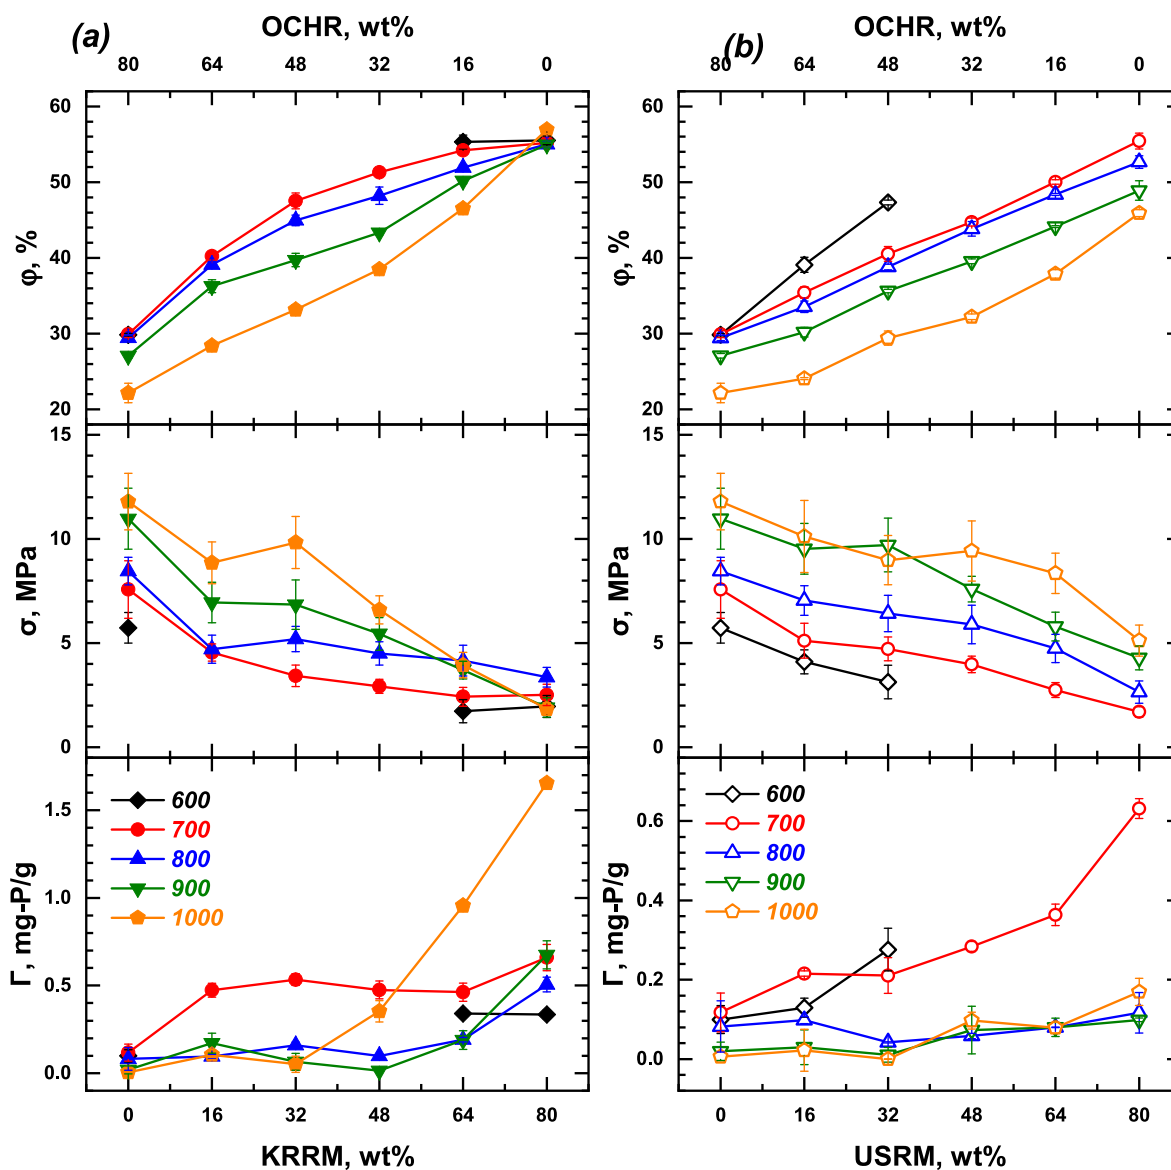 (a)
OCHR, wt%
80 64 48 32 16 0
60
50
40
30
20
φ, %
15
10
5
0
σ, MPa
1.5
1.0
0.5
0.0
Γ, mg-P/g
600
700
800
900
1000
0 16 32 48 64 80
KRRM, wt%
(b)
OCHR, wt%
80 64 48 32 16 0
60
50
40
30
20
φ, %
15
10
5
0
σ, MPa
0.6
0.4
0.2
0.0
Γ, mg-P/g
600
700
800
900
1000
0 16 32 48 64 80
USRM, wt%